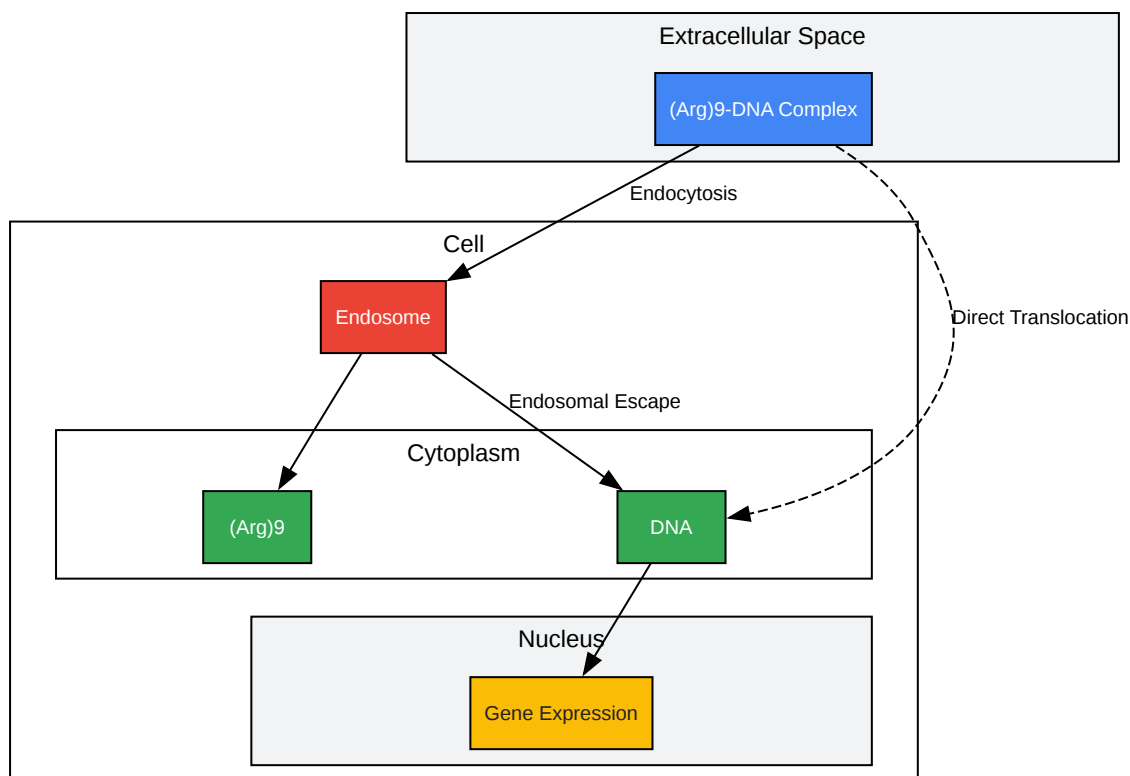 Extracellular Space
(Arg)9-DNA Complex
Endocytosis
Cell
Endosome
Direct Translocation
Endosomal Escape
Cytoplasm
(Arg)9
DNA
Nucleus
Gene Expression